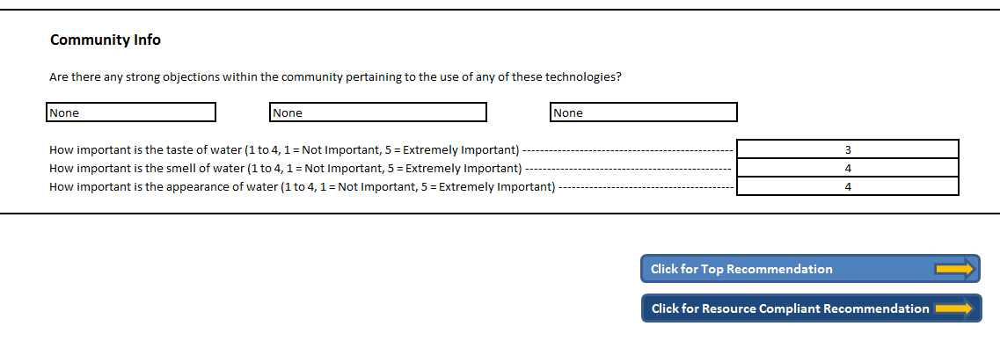 Community Info
Are there any strong objections within the community pertaining to the use of any of these technologies?
None None None
How important is the taste of water (1 to 4, 1 = Not Important, 5 = Extremely Important) ------------------------------------------------------------ 3
How important is the smell of water (1 to 4, 1 = Not Important, 5 = Extremely Important) ----------------------------------------------------------- 4
How important is the appearance of water (1 to 4, 1 = Not Important, 5 = Extremely Important) -------------------------------------------------- 4
Click for Top Recommendation
Click for Resource Compliant Recommendation